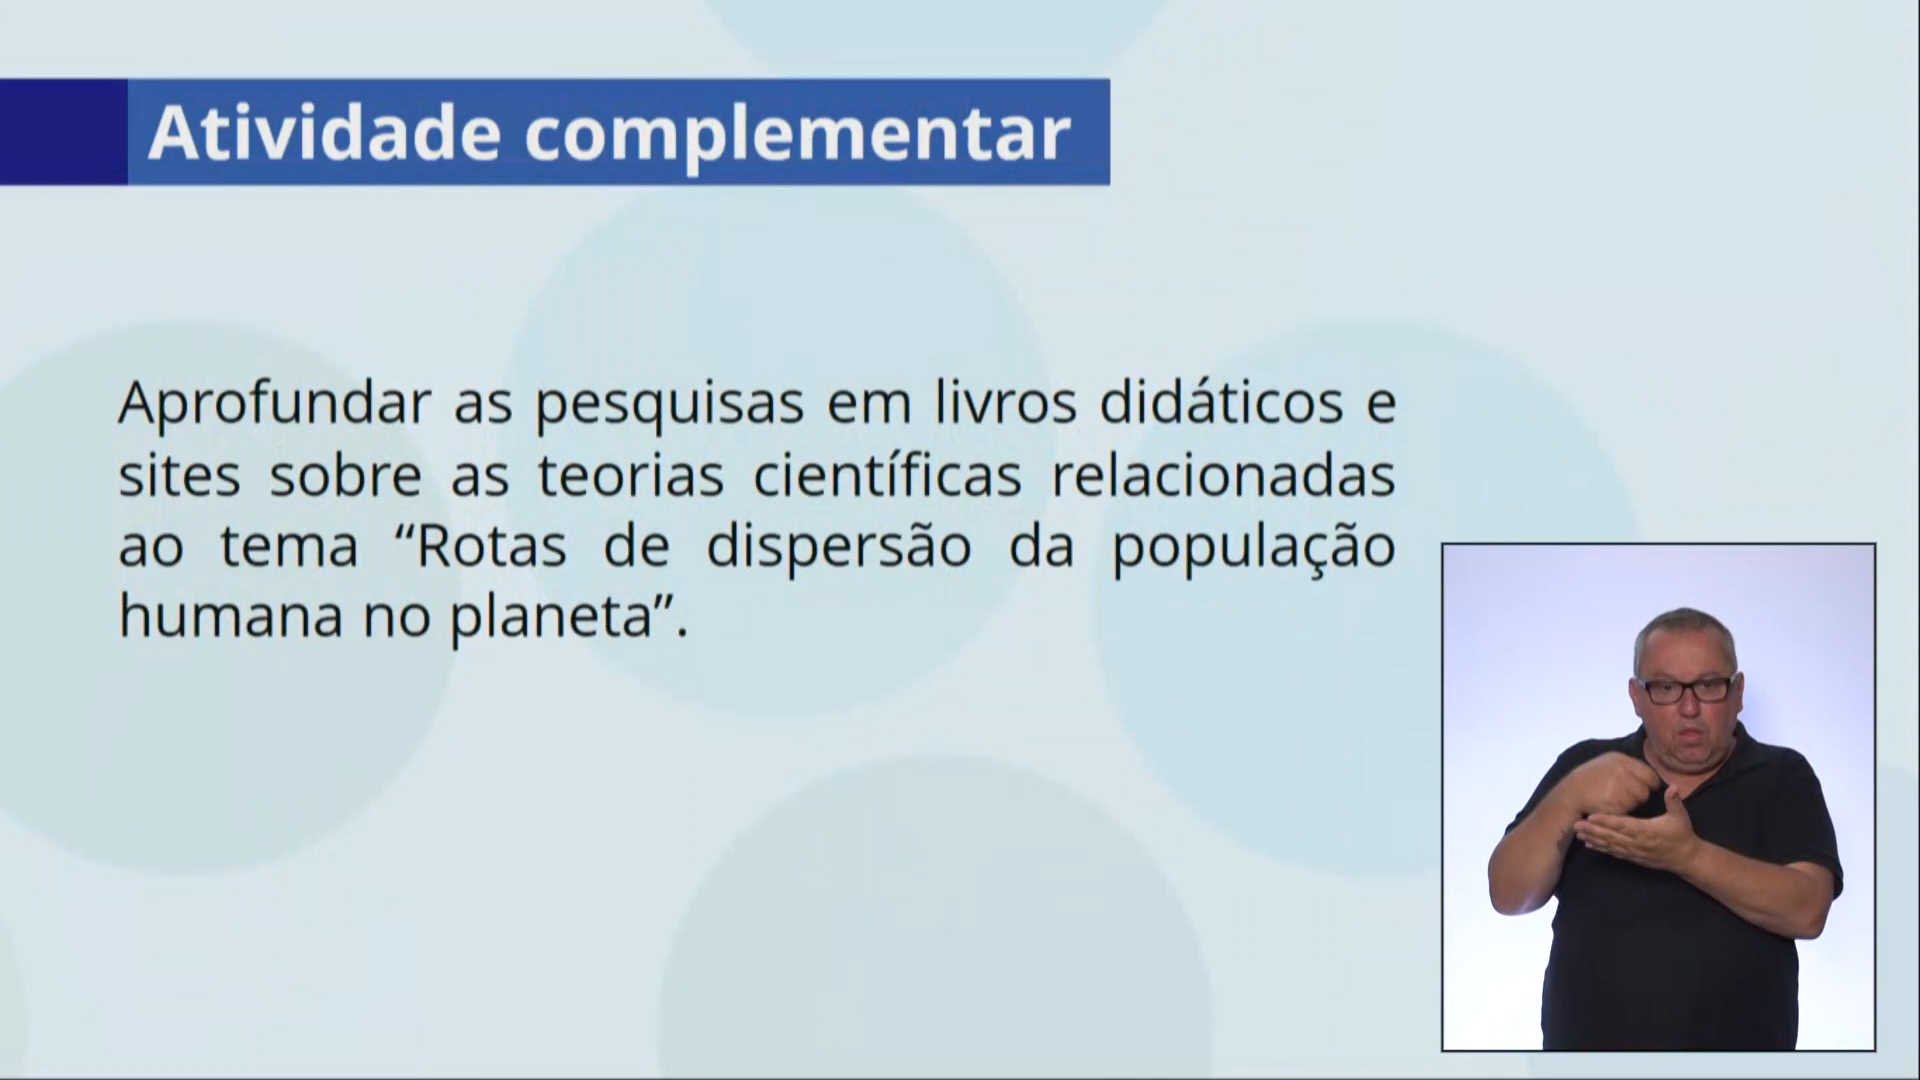 Atividade complementar
Aprofundar as pesquisas em livros didáticos e
sites sobre as teorias científicas relacionadas
ao tema “Rotas de dispersão da população
humana no planeta”.